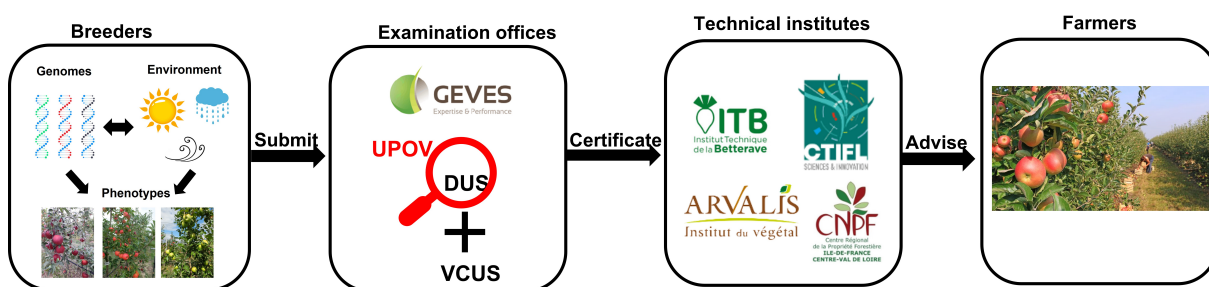 Breeders
Genomes
Environment
Phenotypes
Submit
Examination offices
GEVES
Expertise & Performance
UPOV
DUS
VCUS
Certificate
Technical institutes
ITB
Institut Technique
de la Betterave
CTIFL
SCIENCES & INNOVATION
ARVALIS
Institut du végétal
CNPF
Centre Régional
de la Propriété Forestière
ILE-DE-FRANCE
CENTRE-VAL DE LOIRE
Advise
Farmers